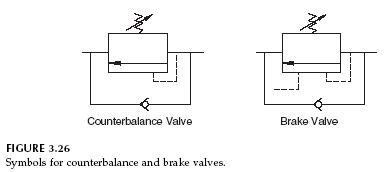 Counterbalance Valve
Brake Valve
FIGURE 3.26
Symbols for counterbalance and brake valves.